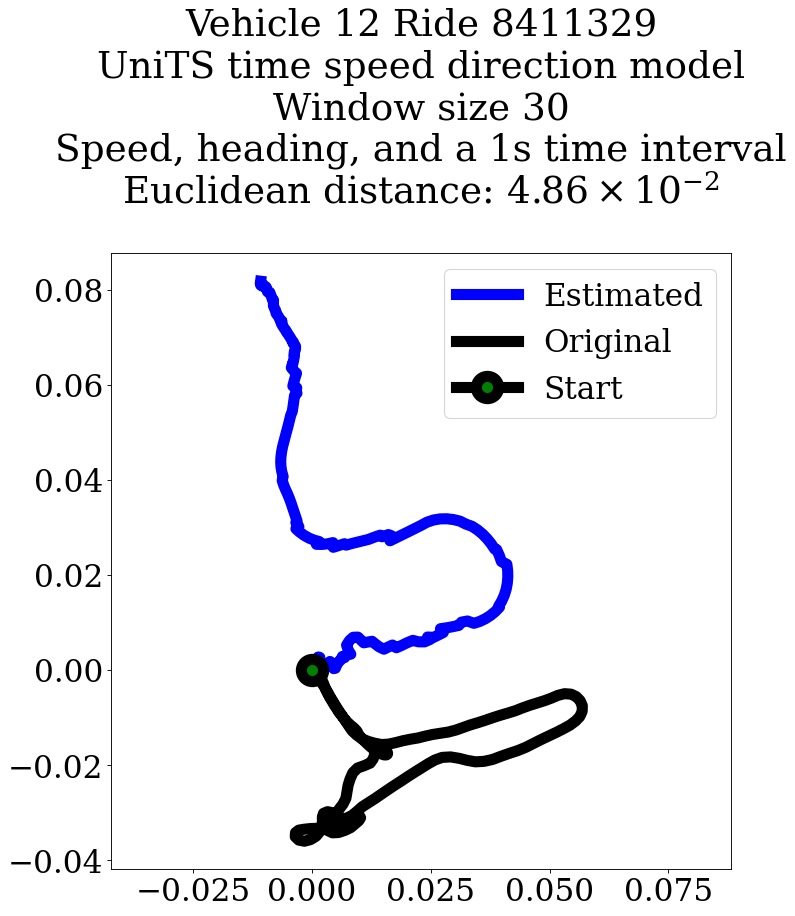 Vehicle 12 Ride 8411329
UniTS time speed direction model
Window size 30
Speed, heading, and a 1s time interval
Euclidean distance: 4.86 × 10⁻²
Estimated
Original
Start
0.08
0.06
0.04
0.02
0.00
−0.02
−0.04
−0.025 0.000 0.025 0.050 0.075